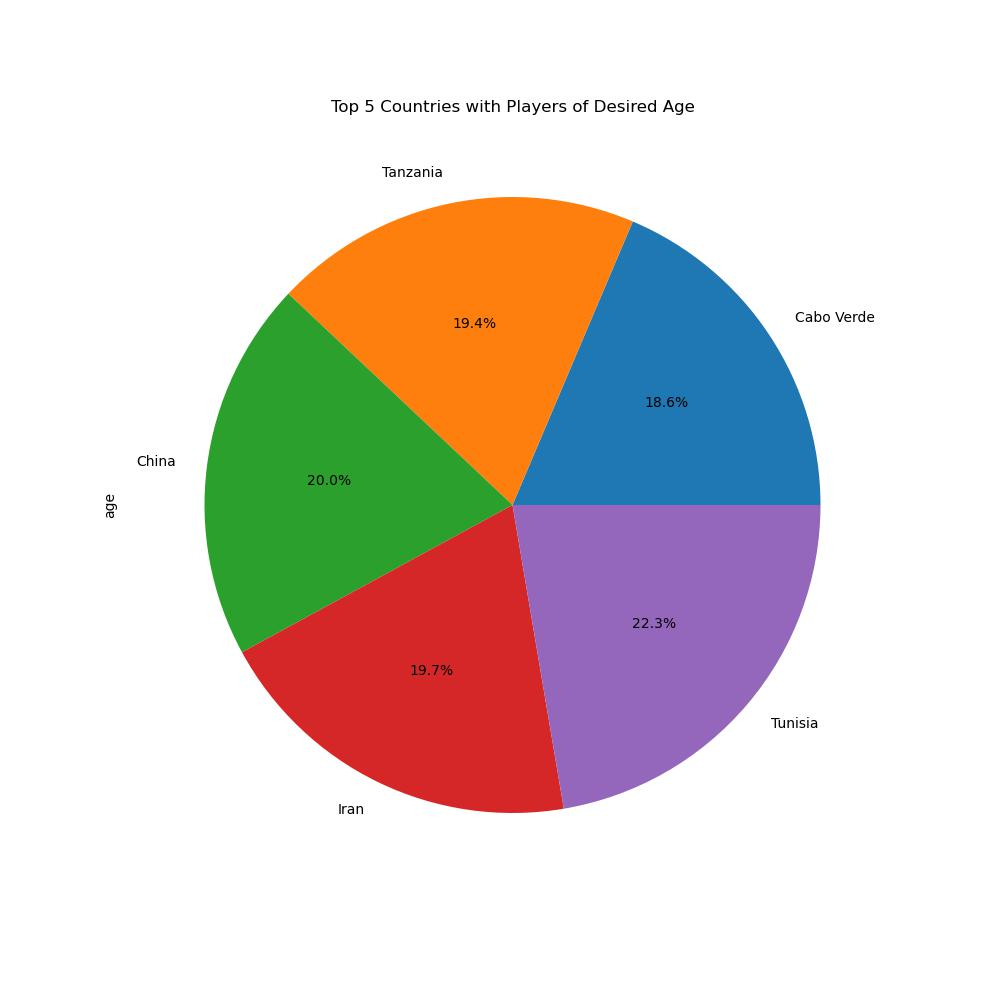 Top 5 Countries with Players of Desired Age
Tanzania
Cabo Verde
19.4%
18.6%
China
20.0%
age
19.7%
22.3%
Tunisia
Iran